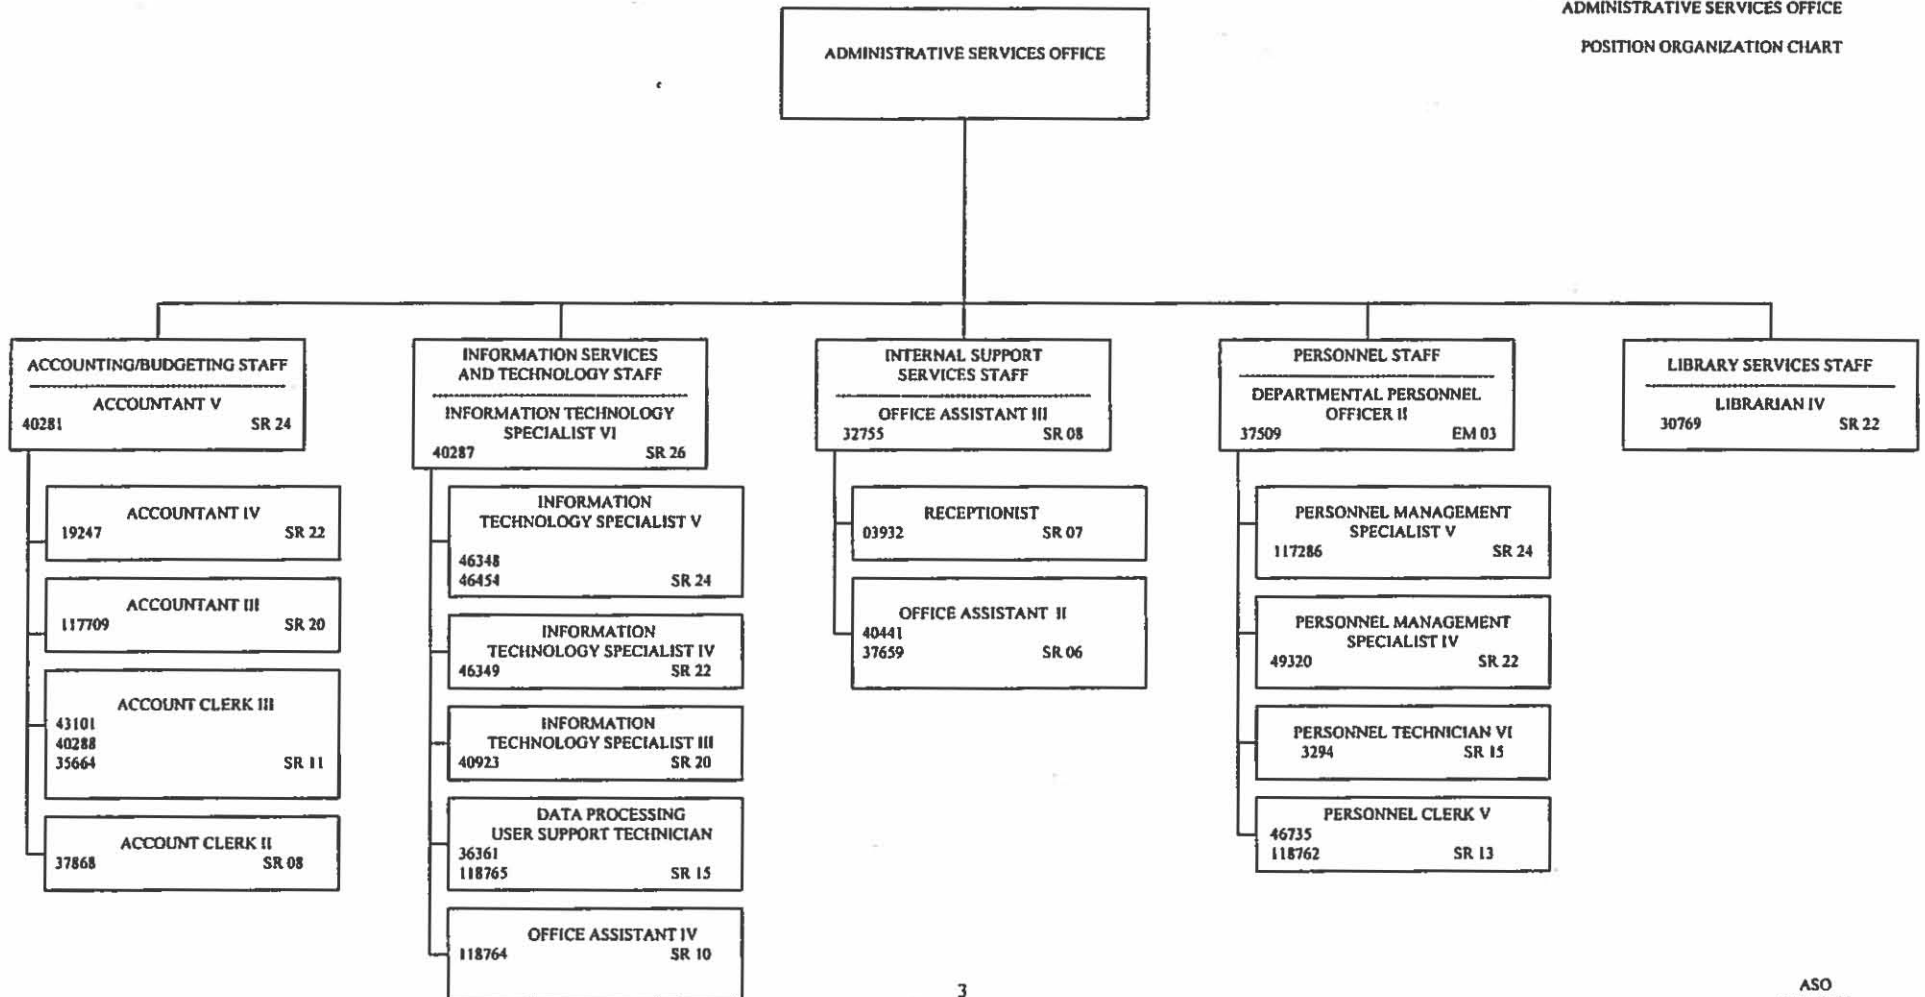 ADMINISTRATIVE SERVICES OFFICE
POSITION ORGANIZATION CHART
ADMINISTRATIVE SERVICES OFFICE
ACCOUNTING/BUDGETING STAFF
ACCOUNTANT V
40281 SR 24
ACCOUNTANT IV
19247 SR 22
ACCOUNTANT III
117709 SR 20
ACCOUNT CLERK III
43101
40288
35664 SR 11
ACCOUNT CLERK II
37868 SR 08
INFORMATION SERVICES
AND TECHNOLOGY STAFF
INFORMATION TECHNOLOGY
SPECIALIST VI
40287 SR 26
INFORMATION
TECHNOLOGY SPECIALIST V
46348
46454 SR 24
INFORMATION
TECHNOLOGY SPECIALIST IV
46349 SR 22
INFORMATION
TECHNOLOGY SPECIALIST III
40923 SR 20
DATA PROCESSING
USER SUPPORT TECHNICIAN
36361
118765 SR 15
OFFICE ASSISTANT IV
118764 SR 10
INTERNAL SUPPORT
SERVICES STAFF
OFFICE ASSISTANT III
32755 SR 08
RECEPTIONIST
03932 SR 07
OFFICE ASSISTANT II
40441
37659 SR 06
PERSONNEL STAFF
DEPARTMENTAL PERSONNEL
OFFICER II
37509 EM 03
PERSONNEL MANAGEMENT
SPECIALIST V
117286 SR 24
PERSONNEL MANAGEMENT
SPECIALIST IV
49320 SR 22
PERSONNEL TECHNICIAN VI
3294 SR 15
PERSONNEL CLERK V
46735
118762 SR 13
LIBRARY SERVICES STAFF
LIBRARIAN IV
30769 SR 22
3
ASO